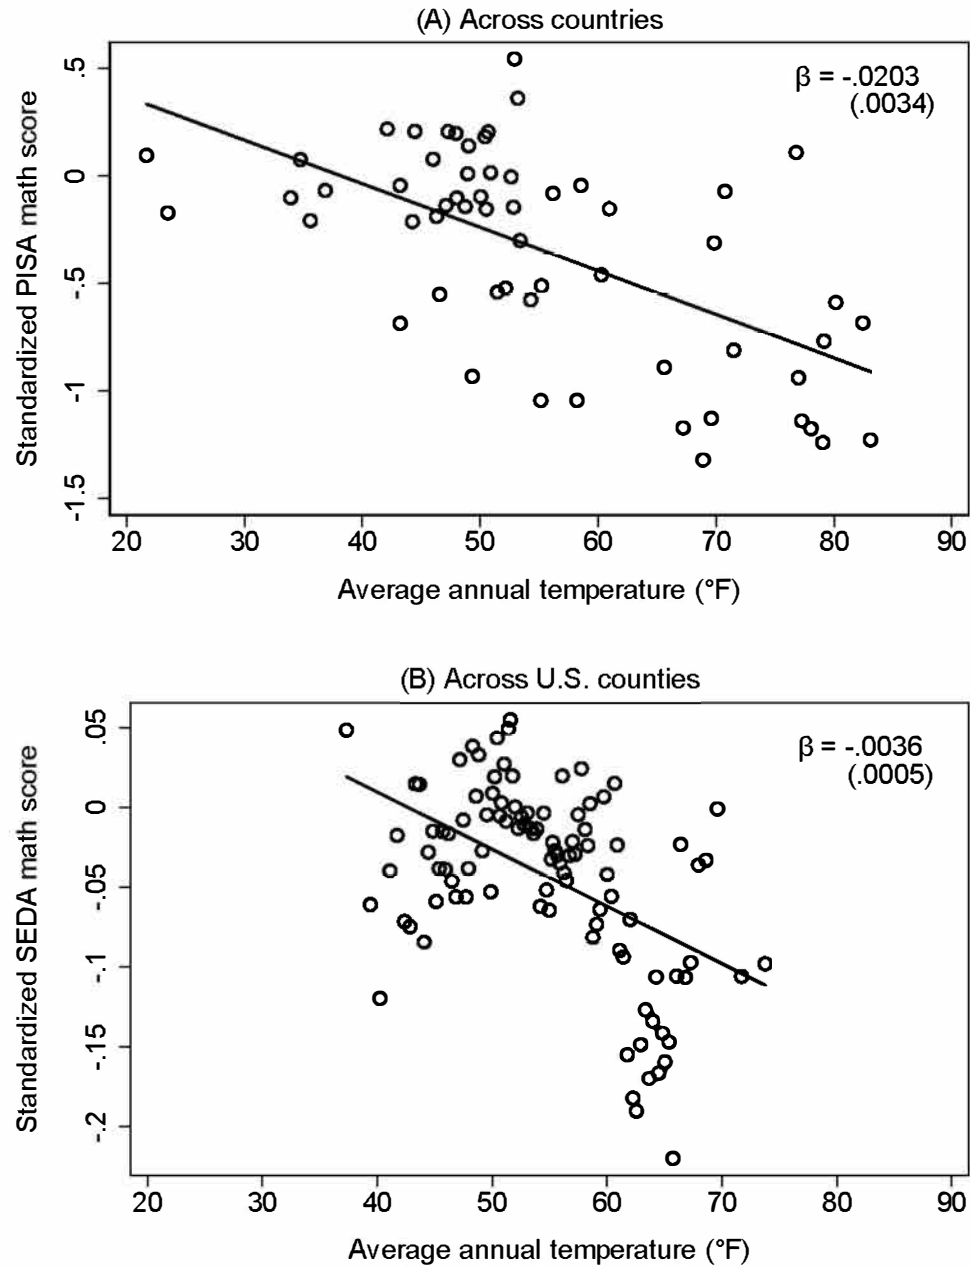 (A) Across countries
β = -.0203
(.0034)
.5
0
-.5
-1
-1.5
Standardized PISA math score
20 30 40 50 60 70 80 90
Average annual temperature (°F)
(B) Across U.S. counties
β = -.0036
(.0005)
.05
0
-.05
-.1
-.15
-.2
Standardized SEDA math score
20 30 40 50 60 70 80 90
Average annual temperature (°F)